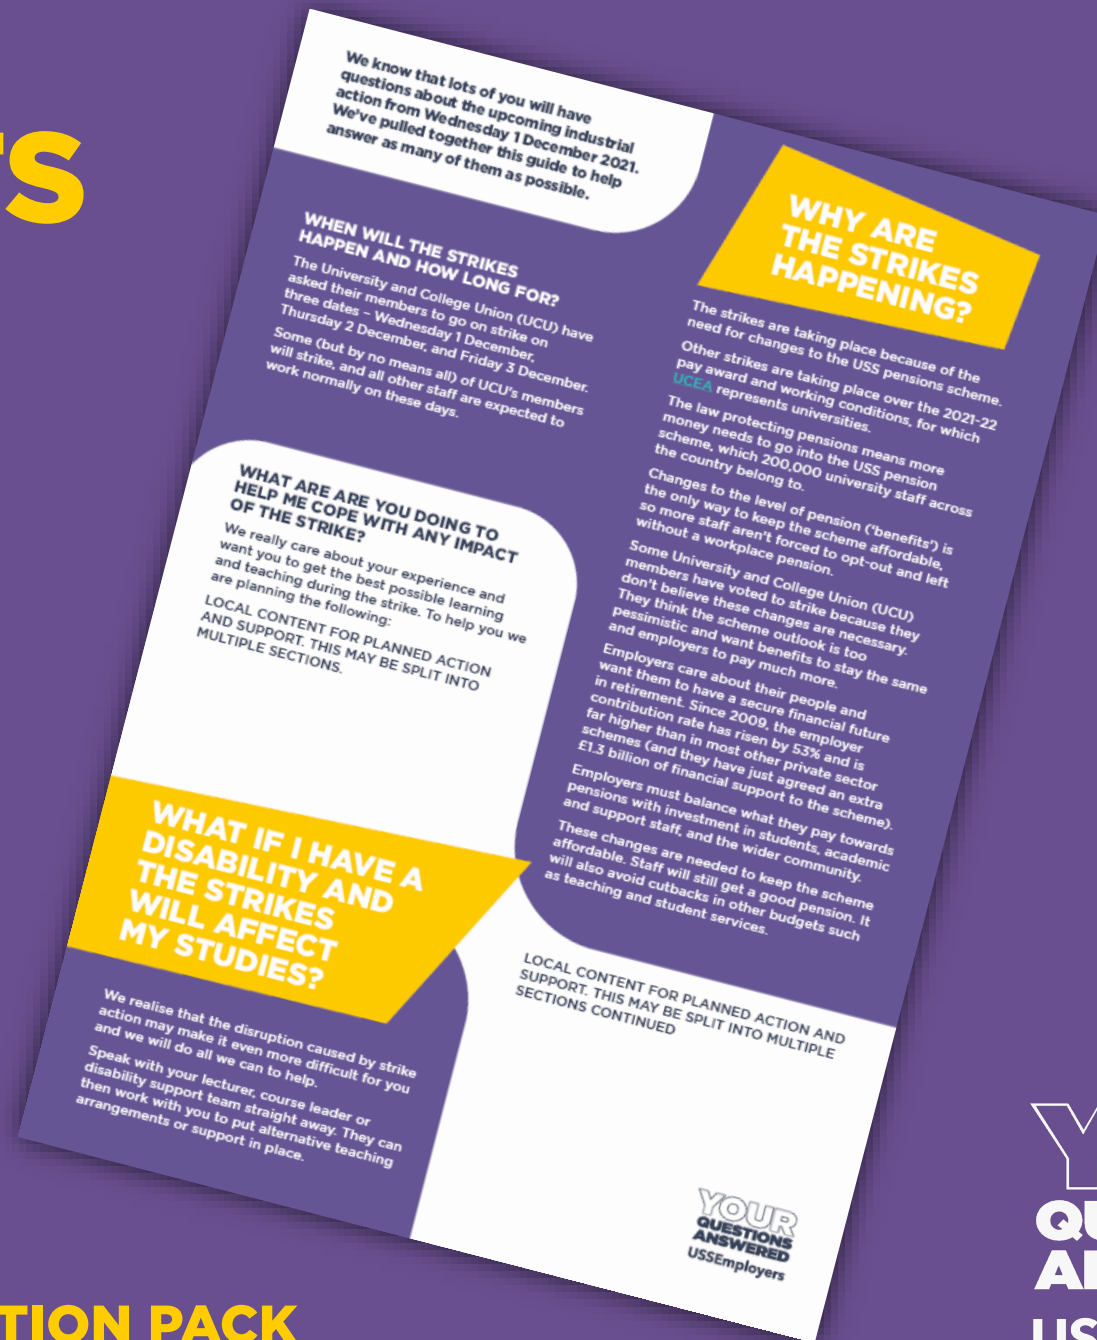 TS
We know that lots of you will have
questions about the upcoming industrial
action from Wednesday 1 December 2021.
We've pulled together this guide to help
answer as many of them as possible.
WHEN WILL THE STRIKES
HAPPEN AND HOW LONG FOR?
The University and College Union (UCU) have
asked their members to go on strike on
three dates – Wednesday 1 December,
Thursday 2 December, and Friday 3 December.
Some (but by no means all) of UCU's members
will strike, and all other staff are expected to
work normally on these days.
WHAT ARE ARE YOU DOING TO
HELP ME COPE WITH ANY IMPACT
OF THE STRIKE?
We really care about your experience and
want you to get the best possible learning
and teaching during the strike. To help you we
are planning the following:
LOCAL CONTENT FOR PLANNED ACTION
AND SUPPORT. THIS MAY BE SPLIT INTO
MULTIPLE SECTIONS.
WHAT IF I HAVE A
DISABILITY AND
THE STRIKES
WILL AFFECT
MY STUDIES?
We realise that the disruption caused by strike
action may make it even more difficult for you
and we will do all we can to help.
Speak with your lecturer, course leader or
disability support team straight away. They can
then work with you to put alternative teaching
arrangements or support in place.
WHY ARE
THE STRIKES
HAPPENING?
The strikes are taking place because of the
need for changes to the USS pensions scheme.
Other strikes are taking place over the 2021-22
pay award and working conditions, for which
UCEA represents universities.
The law protecting pensions means more
money needs to go into the USS pension
scheme, which 200,000 university staff across
the country belong to.
Changes to the level of pension ('benefits') is
the only way to keep the scheme affordable,
so more staff aren't forced to opt-out and left
without a workplace pension.
Some University and College Union (UCU)
members have voted to strike because they
don't believe these changes are necessary.
They think the scheme outlook is too
pessimistic and want benefits to stay the same
and employers to pay much more.
Employers care about their people and
want them to have a secure financial future
in retirement. Since 2009, the employer
contribution rate has risen by 53% and is
far higher than in most other private sector
schemes (and they have just agreed an extra
£1.3 billion of financial support to the scheme).
Employers must balance what they pay towards
pensions with investment in students, academic
and support staff, and the wider community.
These changes are needed to keep the scheme
affordable. Staff will still get a good pension. It
will also avoid cutbacks in other budgets such
as teaching and student services.
LOCAL CONTENT FOR PLANNED ACTION AND
SUPPORT. THIS MAY BE SPLIT INTO MULTIPLE
SECTIONS CONTINUED
YOUR
QUESTIONS
ANSWERED
USSEmployers
Y
QU
A
US
TION PACK